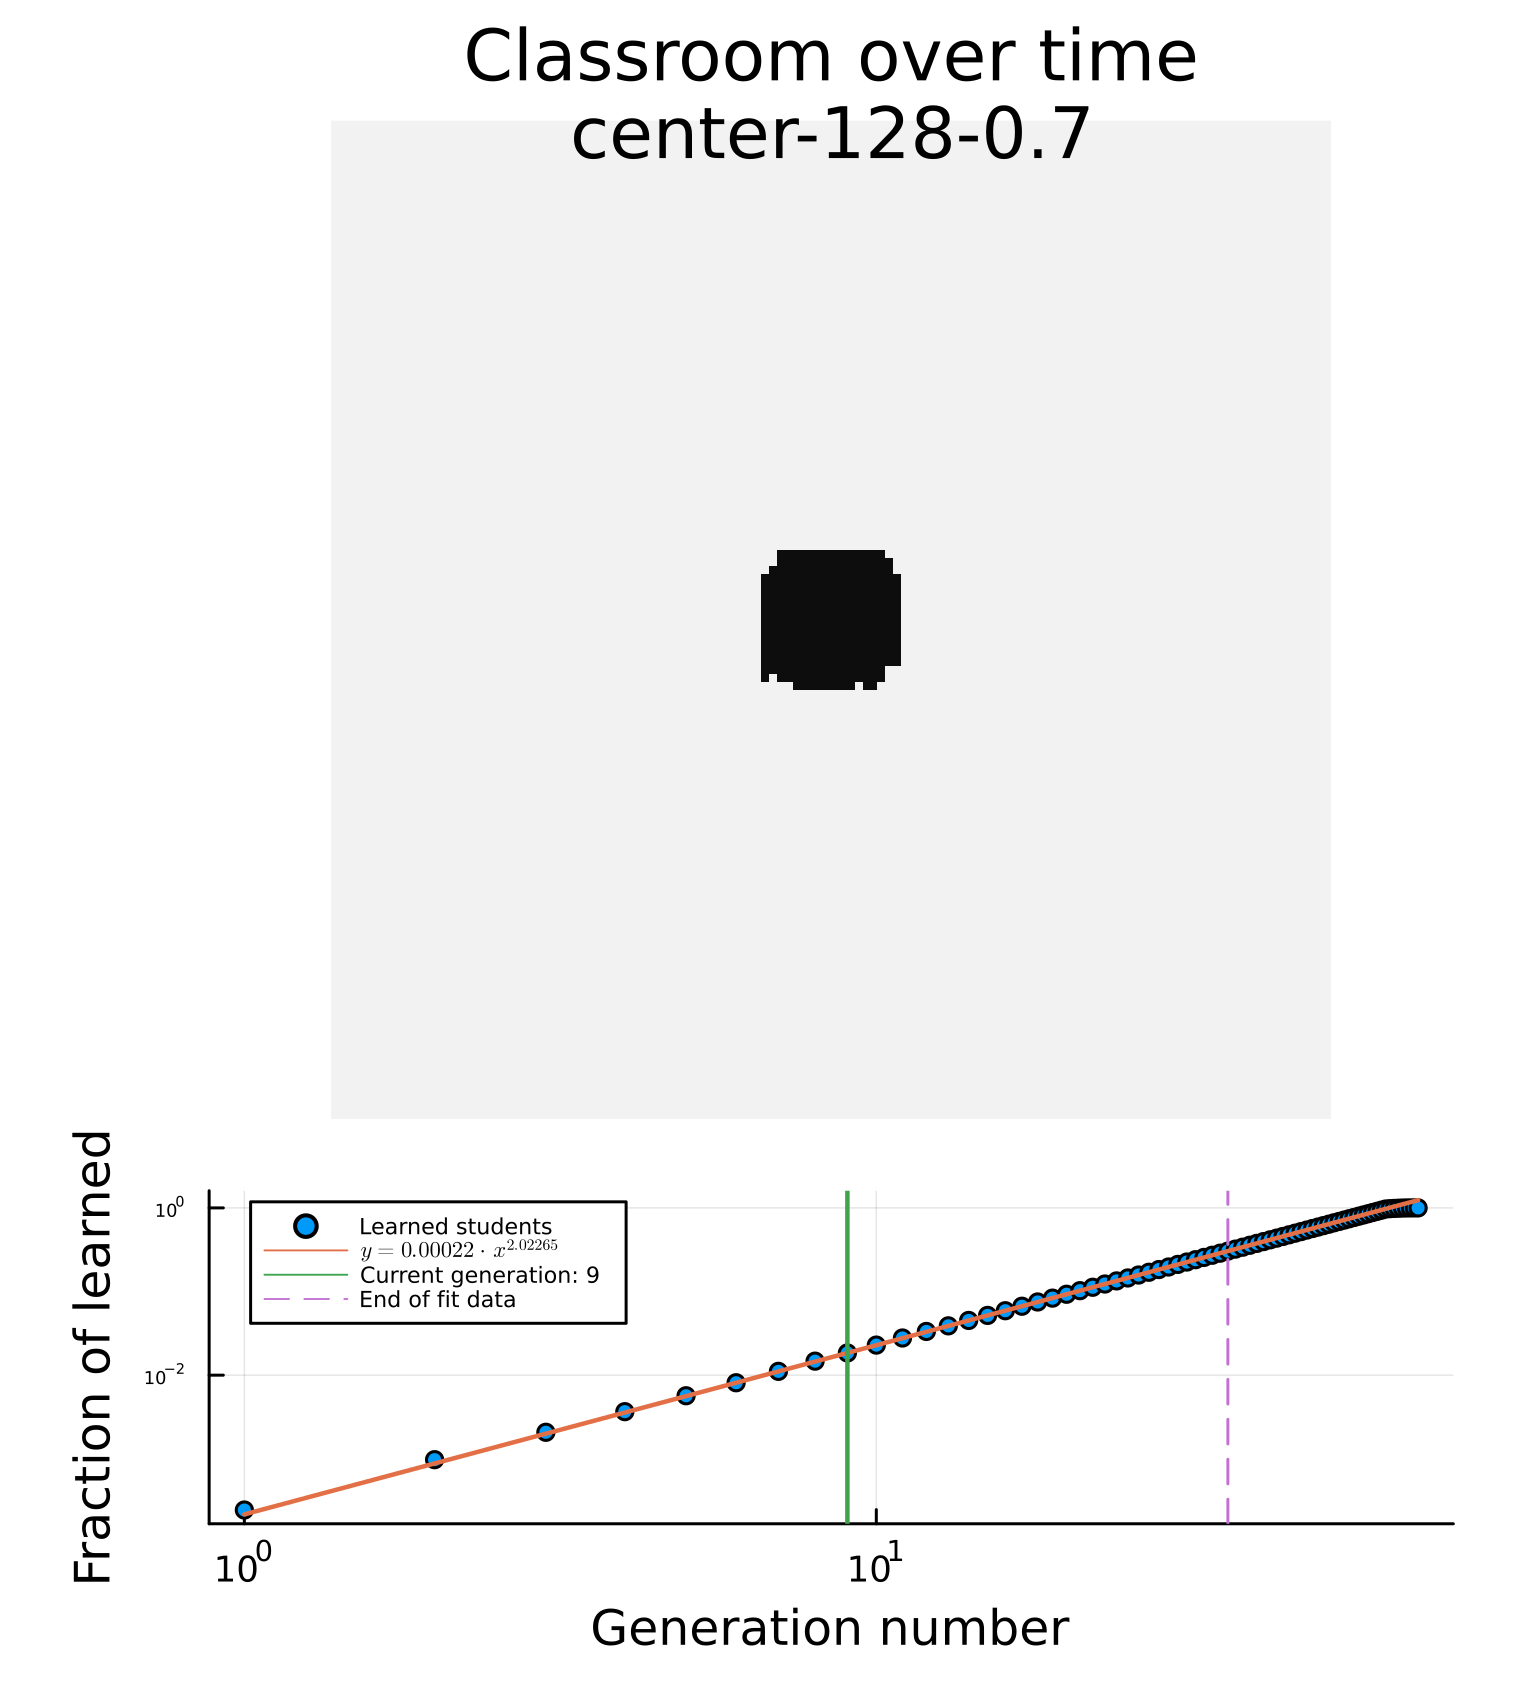 Classroom over time
center-128-0.7
Fraction of learned
10⁰
10⁻²
Learned students
y = 0.00022 · x²·⁰²²⁶⁵
Current generation: 9
End of fit data
10⁰
10¹
Generation number